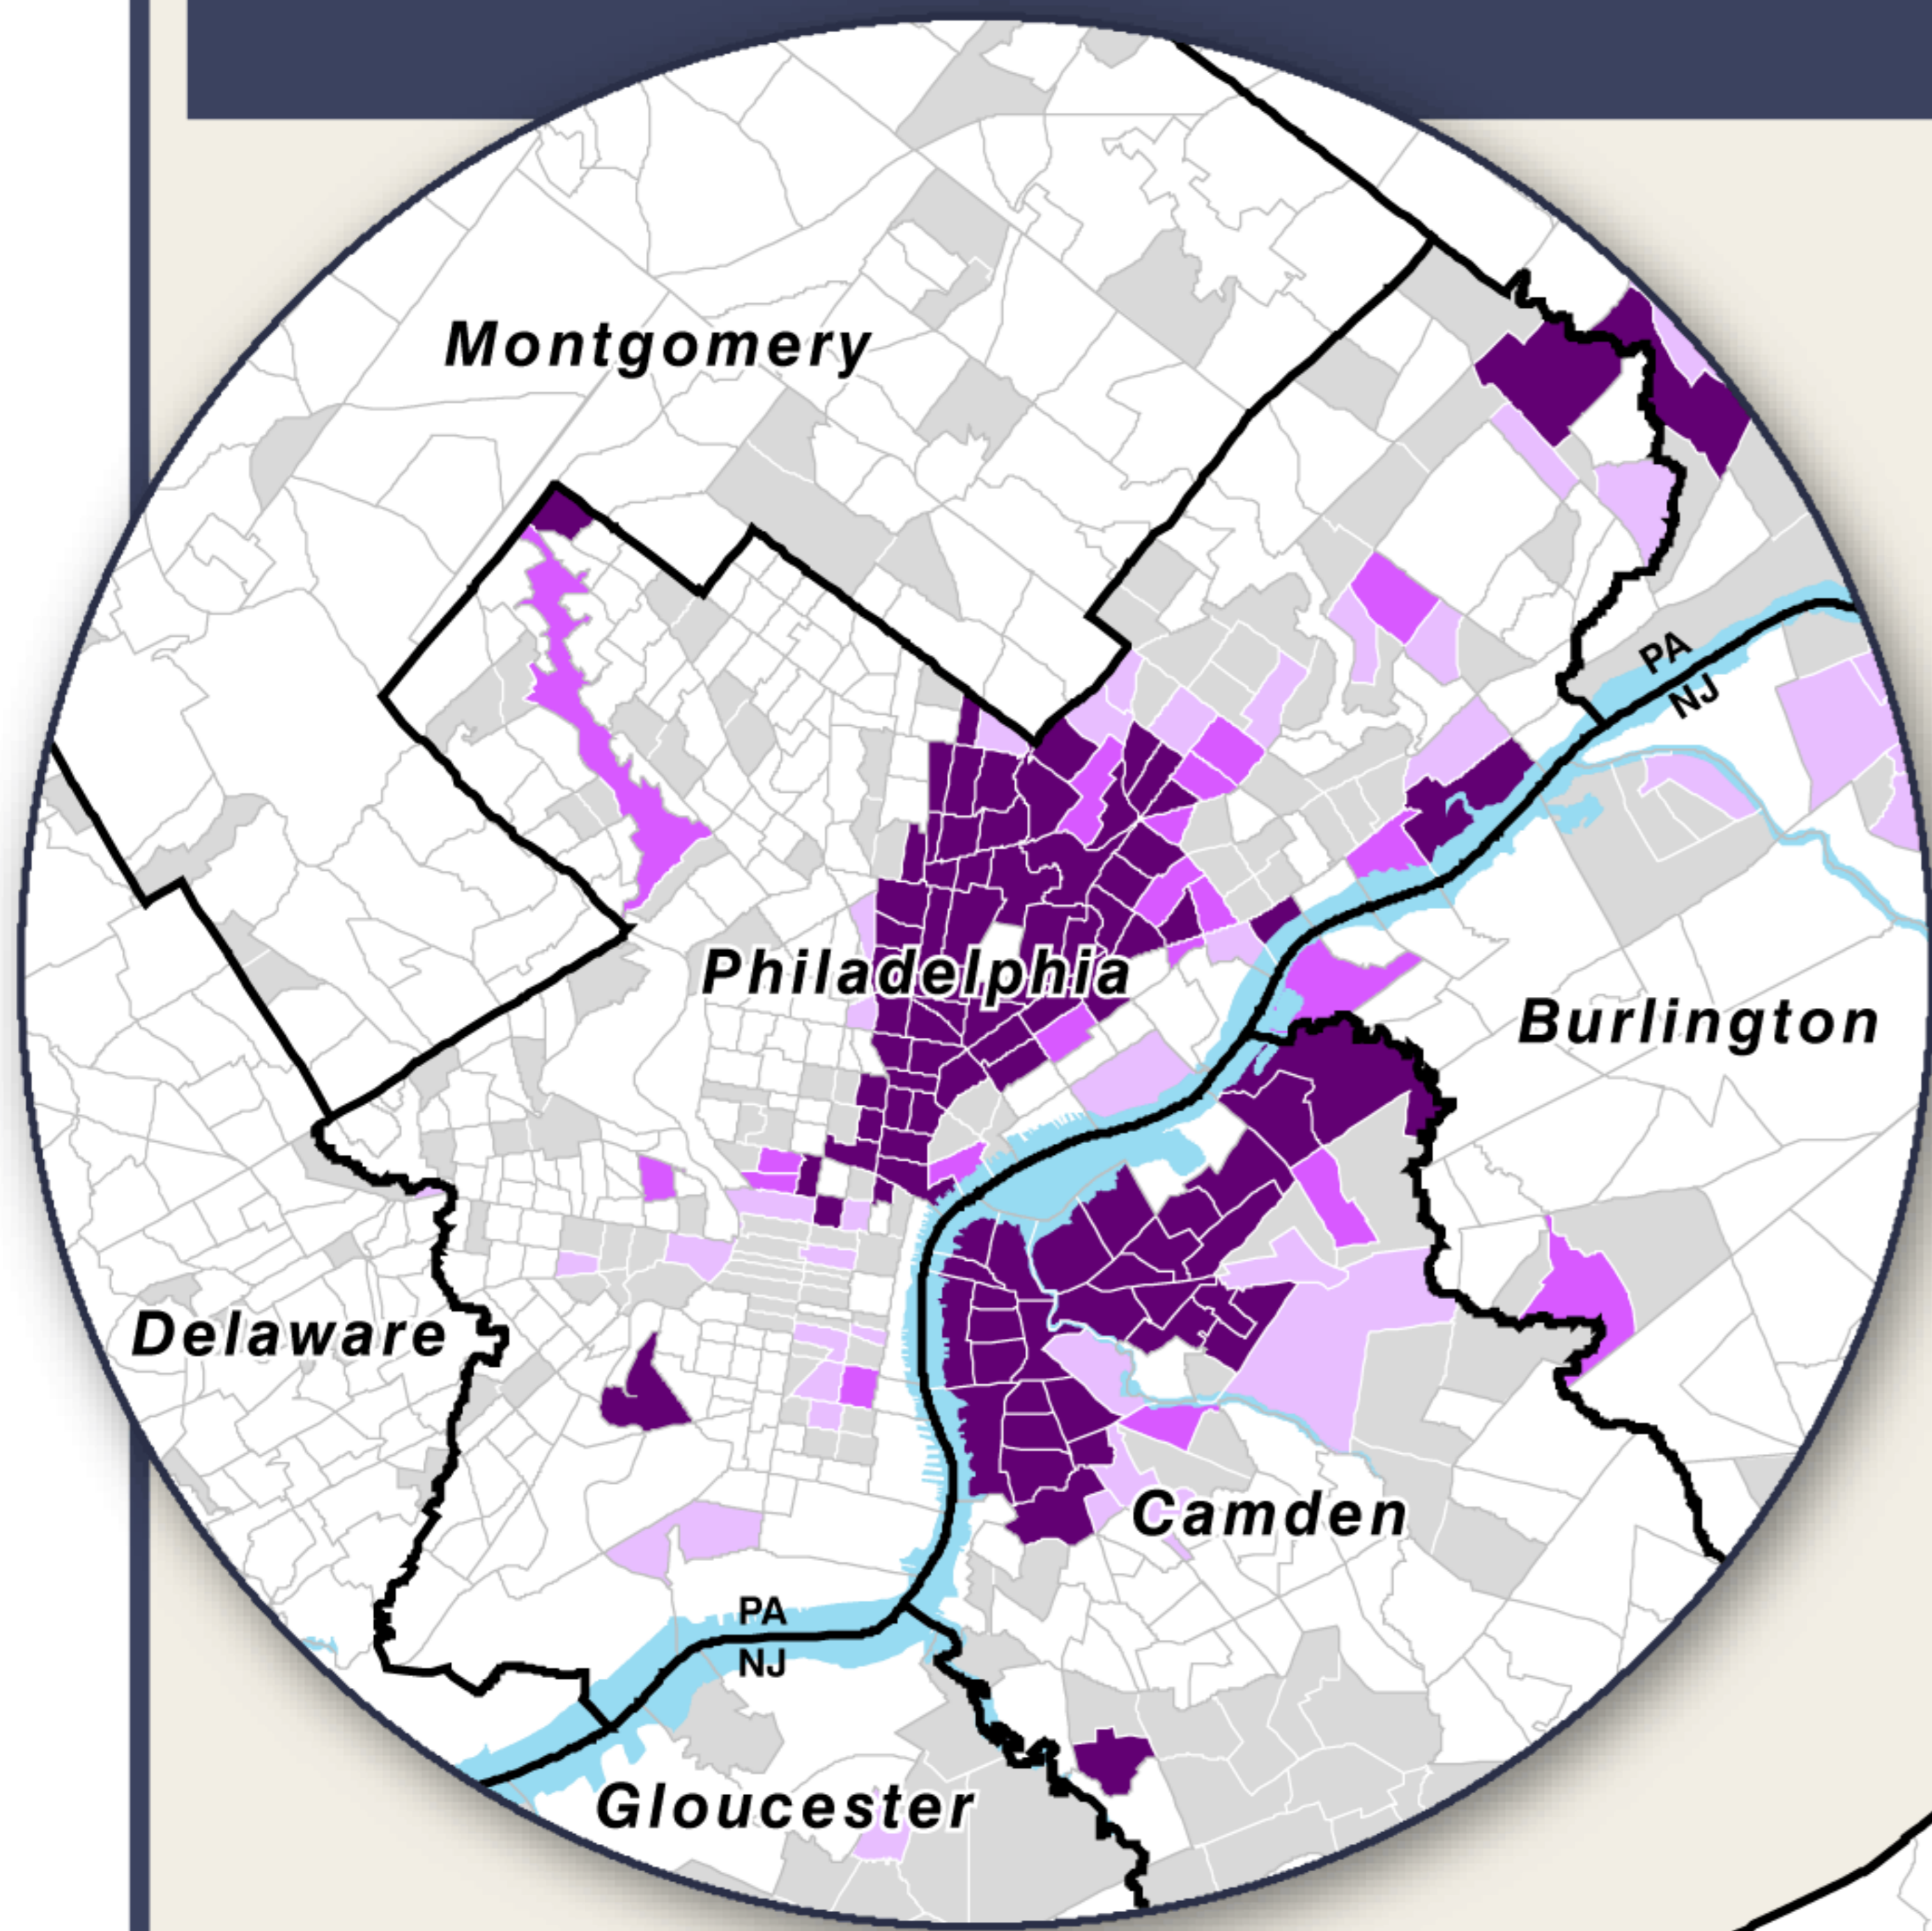 Montgomery
PA
NJ
Philadelphia
Burlington
Delaware
Camden
PA
NJ
Gloucester